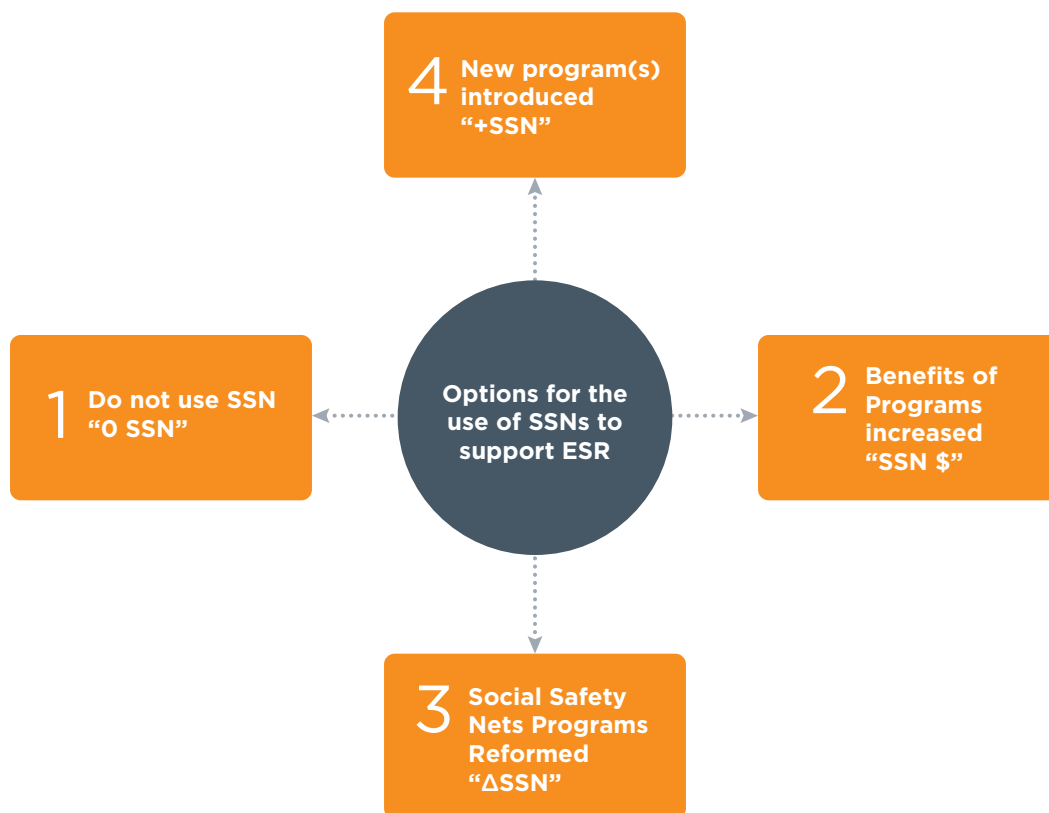 4 New program(s)
introduced
“+SSN”
1 Do not use SSN
“0 SSN”
Options for the
use of SSNs to
support ESR
2 Benefits of
Programs
increased
“SSN $”
3 Social Safety
Nets Programs
Reformed
“ΔSSN”